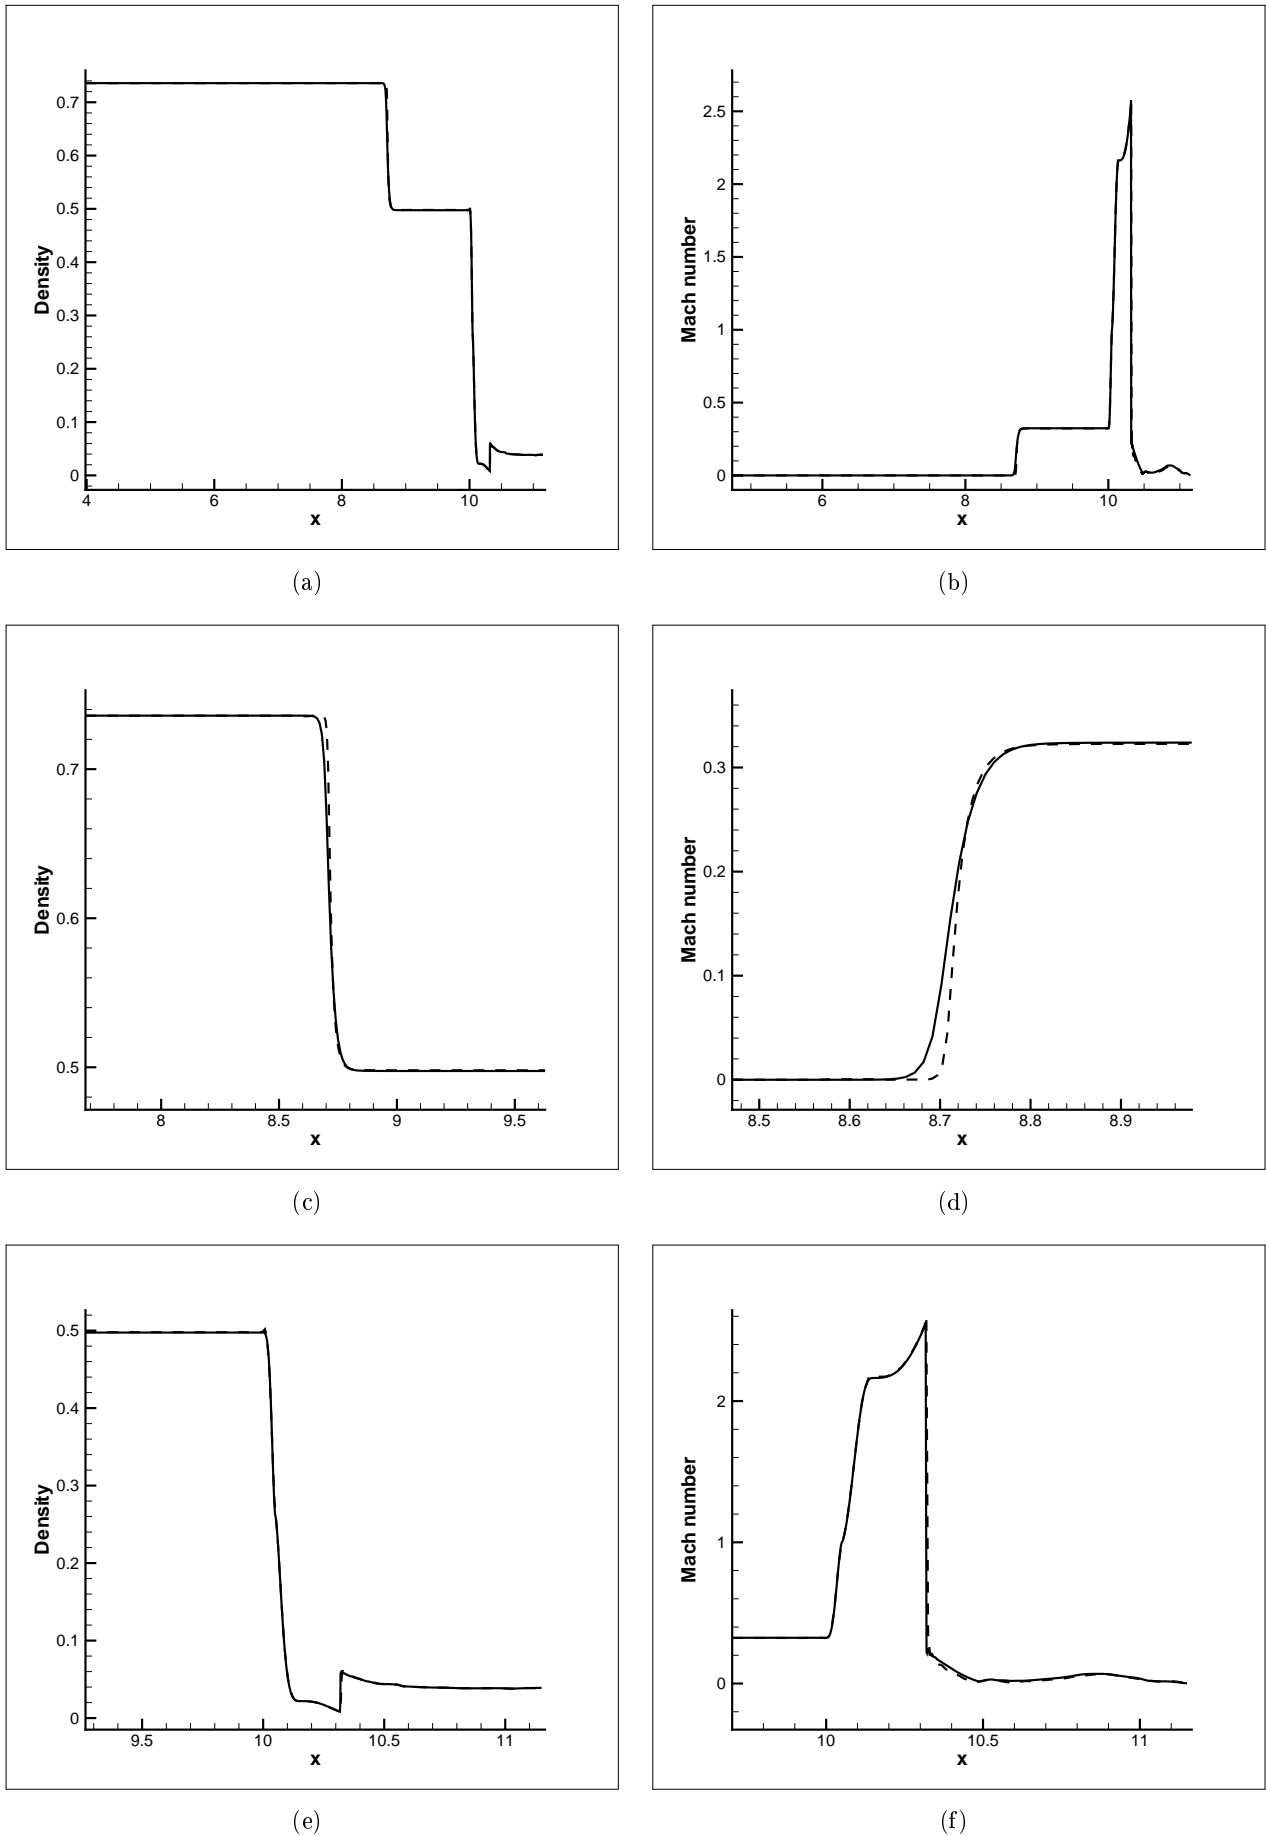 Density
0.7
0.6
0.5
0.4
0.3
0.2
0.1
0
4 6 8 10
x
(a)
Mach number
2.5
2
1.5
1
0.5
0
6 8 10
x
(b)
Density
0.7
0.6
0.5
8 8.5 9 9.5
x
(c)
Mach number
0.3
0.2
0.1
0
8.5 8.6 8.7 8.8 8.9
x
(d)
Density
0.5
0.4
0.3
0.2
0.1
0
9.5 10 10.5 11
x
(e)
Mach number
2
1
0
10 10.5 11
x
(f)